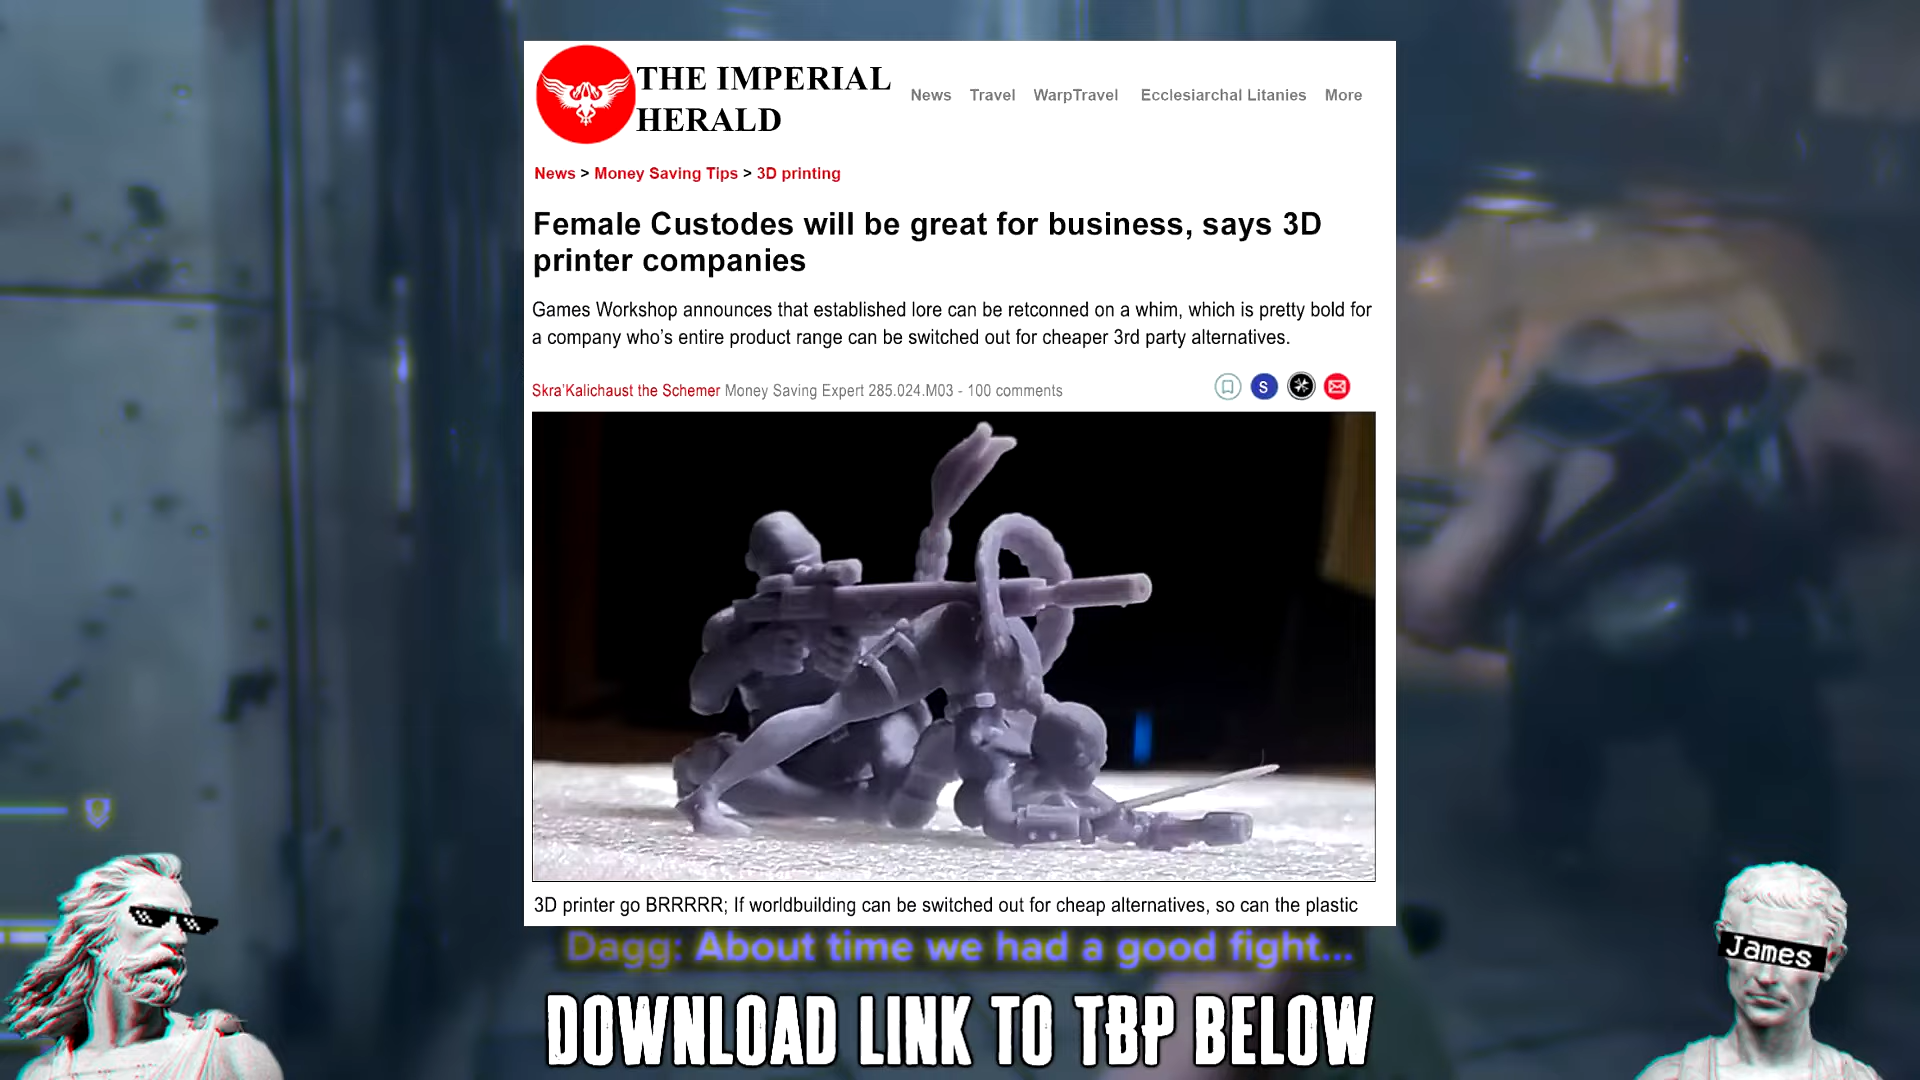 THE IMPERIAL
HERALD
News Travel WarpTravel Ecclesiarchal Litanies More
News > Money Saving Tips > 3D printing
Female Custodes will be great for business, says 3D
printer companies
Games Workshop announces that established lore can be retconned on a whim, which is pretty bold for
a company who's entire product range can be switched out for cheaper 3rd party alternatives.
Skra'Kalichaust the Schemer Money Saving Expert 285.024.M03 - 100 comments
S
3D printer go BRRRRR; If worldbuilding can be switched out for cheap alternatives, so can the plastic
Dagg: About time we had a good fight...
James
DOWNLOAD LINK TO TBP BELOW